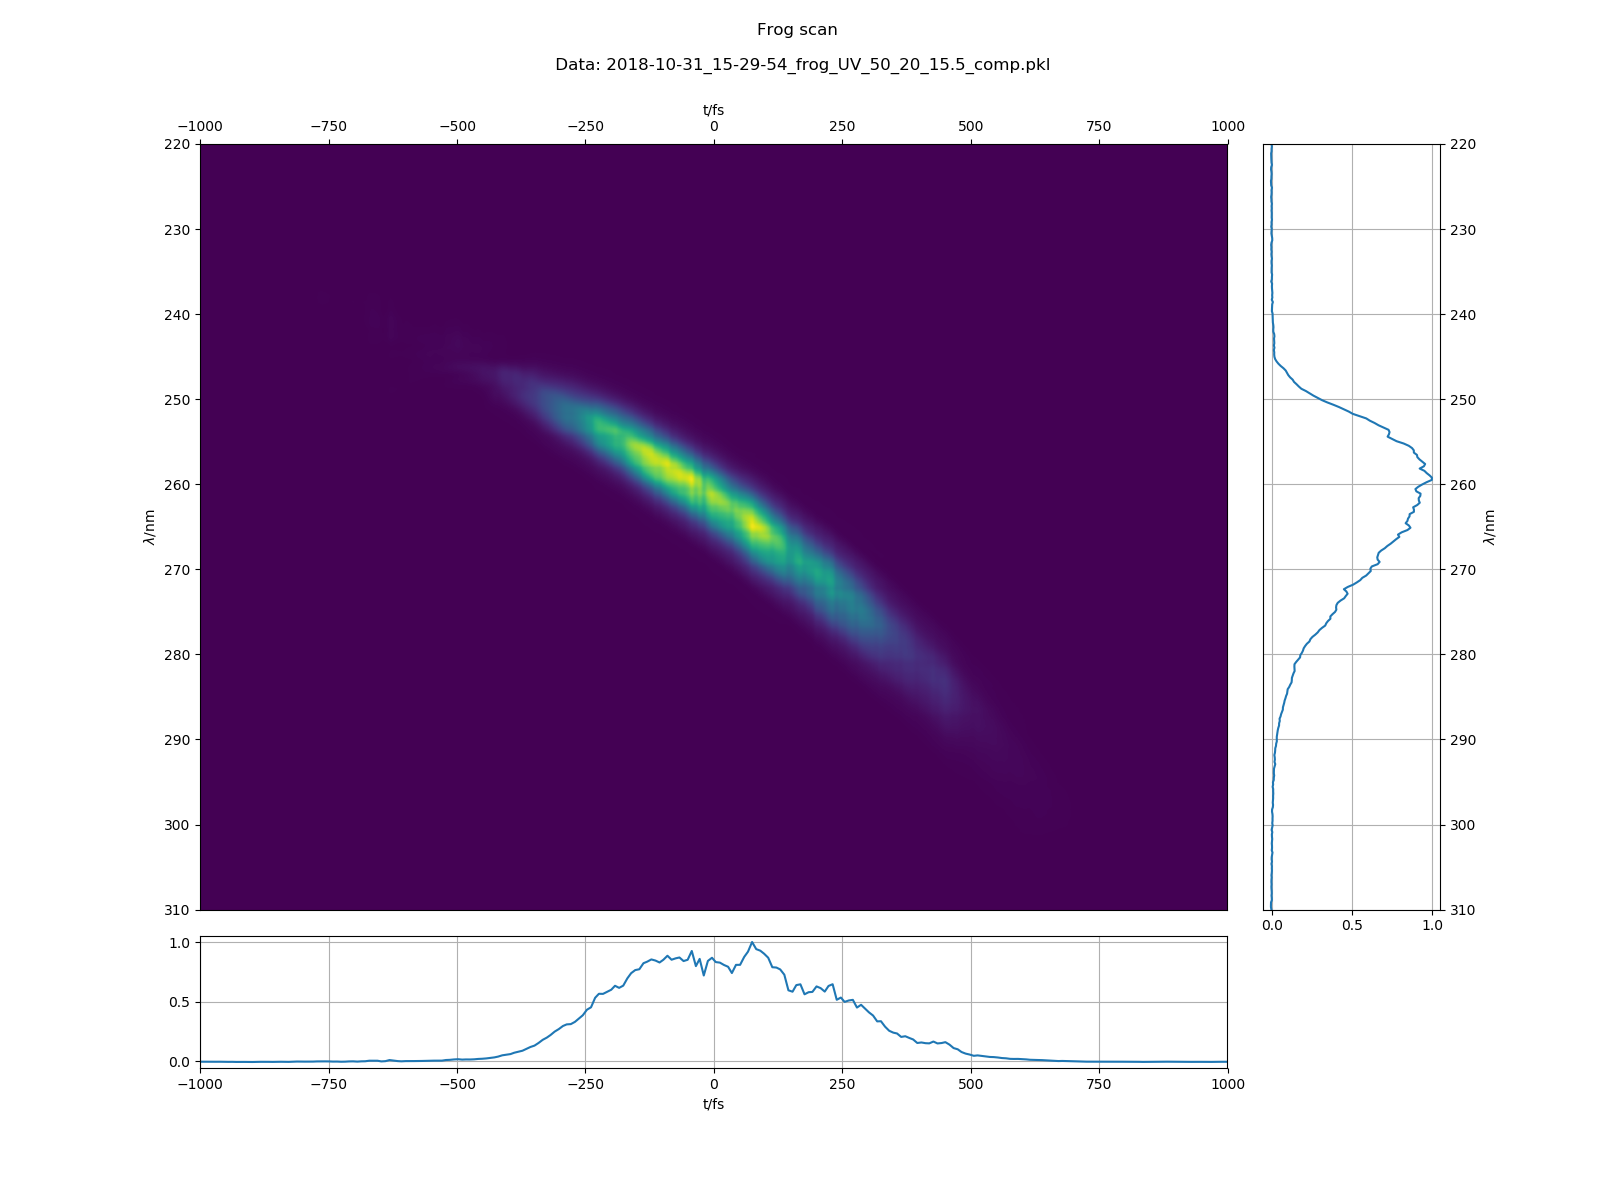 Frog scan
Data: 2018-10-31_15-29-54_frog_UV_50_20_15.5_comp.pkl
t/fs
−1000 −750 −500 −250 0 250 500 750 1000
220 220
230 230
240 240
250 250
260 260
λ/nm λ/nm
270 270
280 280
290 290
300 300
310 310
0.0 0.5 1.0
1.0
0.5
0.0
−1000 −750 −500 −250 0 250 500 750 1000
t/fs